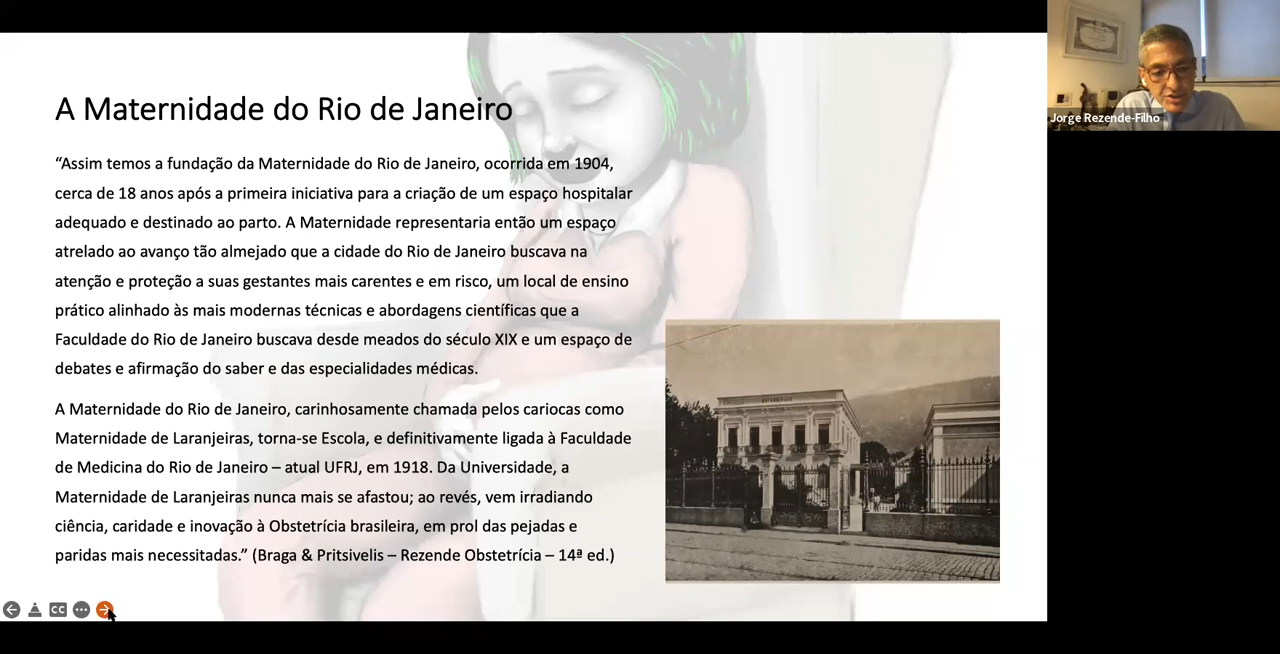 A Maternidade do Rio de Janeiro
“Assim temos a fundação da Maternidade do Rio de Janeiro, ocorrida em 1904,
cerca de 18 anos após a primeira iniciativa para a criação de um espaço hospitalar
adequado e destinado ao parto. A Maternidade representaria então um espaço
atrelado ao avanço tão almejado que a cidade do Rio de Janeiro buscava na
atenção e proteção a suas gestantes mais carentes e em risco, um local de ensino
prático alinhado às mais modernas técnicas e abordagens científicas que a
Faculdade do Rio de Janeiro buscava desde meados do século XIX e um espaço de
debates e afirmação do saber e das especialidades médicas.
A Maternidade do Rio de Janeiro, carinhosamente chamada pelos cariocas como
Maternidade de Laranjeiras, torna-se Escola, e definitivamente ligada à Faculdade
de Medicina do Rio de Janeiro – atual UFRJ, em 1918. Da Universidade, a
Maternidade de Laranjeiras nunca mais se afastou; ao revés, vem irradiando
ciência, caridade e inovação à Obstetrícia brasileira, em prol das pejadas e
paridas mais necessitadas.” (Braga & Pritsivelis – Rezende Obstetrícia – 14ª ed.)
MATERNIDADE
CC
Jorge Rezende-Filho